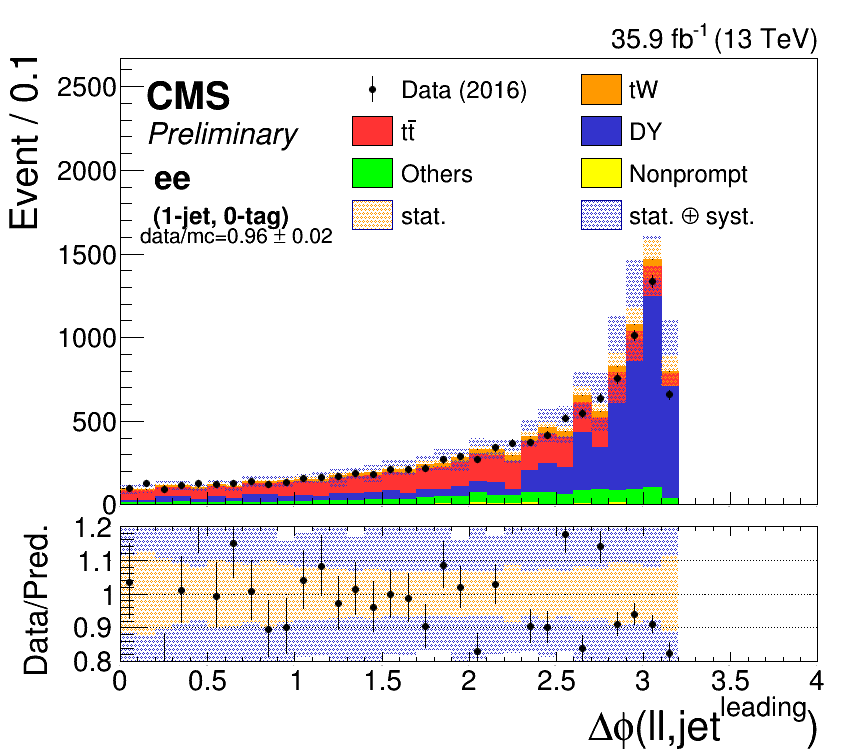 35.9 fb⁻¹ (13 TeV)
Event / 0.1
2500
2000
1500
1000
500
0
CMS
Preliminary
ee
(1-jet, 0-tag)
data/mc=0.96 ± 0.02
Data (2016)
tW
tt̄
DY
Others
Nonprompt
stat.
stat. ⊕ syst.
Data/Pred.
1.2
1.1
1
0.9
0.8
0 0.5 1 1.5 2 2.5 3 3.5 4
Δϕ(ll,jet^leading)